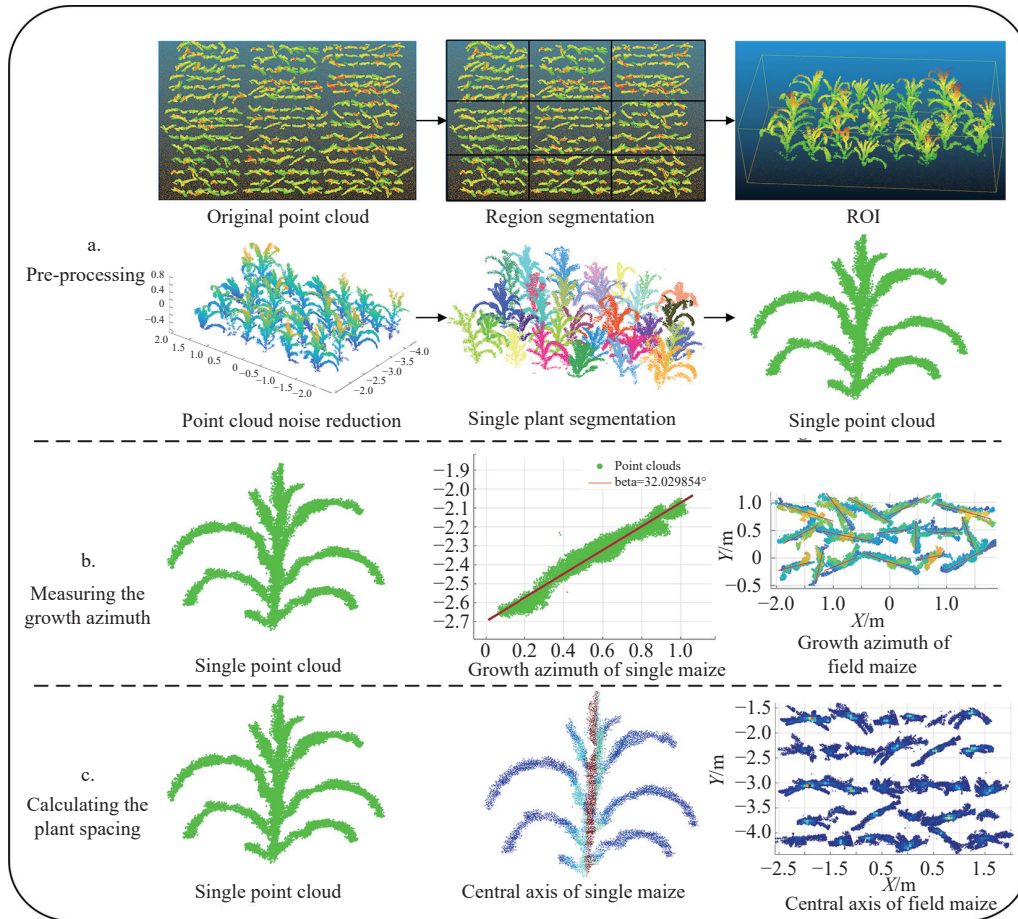 Original point cloud
Region segmentation
ROI
a.
Pre-processing
0.8
0.4
0
−0.4
2.0
1.5
1.0
0.5
0
−0.5
−1.0
−1.5
−2.0
−4.0
−3.5
−3.0
−2.5
−2.0
Point cloud noise reduction
Single plant segmentation
Single point cloud
b.
Measuring the
growth azimuth
Single point cloud
−1.9
−2.0
−2.1
−2.2
−2.3
−2.4
−2.5
−2.6
−2.7
Point clouds
beta=32.029854°
0 0.2 0.4 0.6 0.8 1.0
Growth azimuth of single maize
Y/m
1.0
0.5
0
−0.5
−2.0 −1.0 0 1.0
X/m
Growth azimuth of
field maize
c.
Calculating the
plant spacing
Single point cloud
Central axis of single maize
Y/m
−1.5
−2.0
−2.5
−3.0
−3.5
−4.0
−2.5 −1.5 −0.5 0.5 1.5
X/m
Central axis of field maize